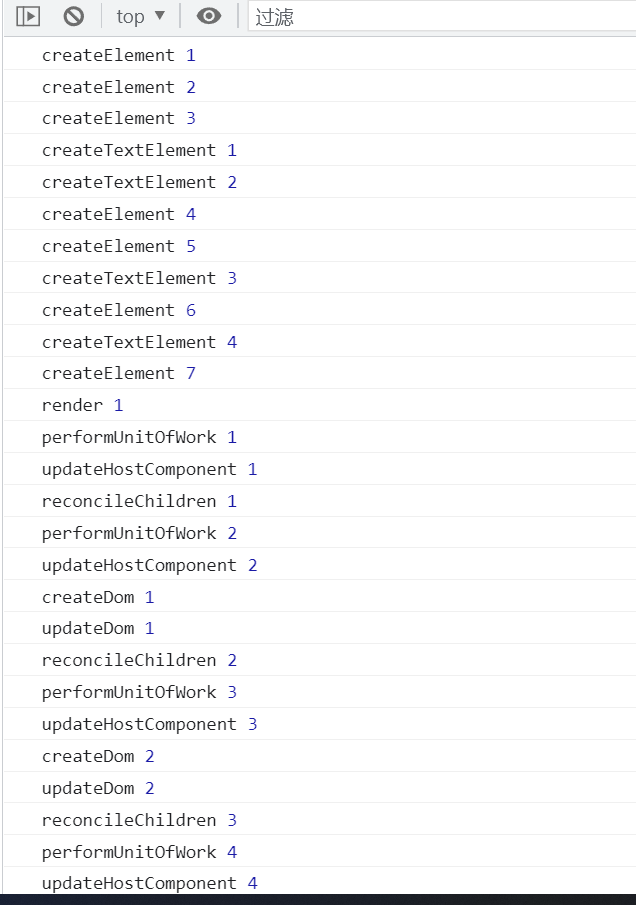 top 过滤
createElement 1
createElement 2
createElement 3
createTextElement 1
createTextElement 2
createElement 4
createElement 5
createTextElement 3
createElement 6
createTextElement 4
createElement 7
render 1
performUnitOfWork 1
updateHostComponent 1
reconcileChildren 1
performUnitOfWork 2
updateHostComponent 2
createDom 1
updateDom 1
reconcileChildren 2
performUnitOfWork 3
updateHostComponent 3
createDom 2
updateDom 2
reconcileChildren 3
performUnitOfWork 4
updateHostComponent 4